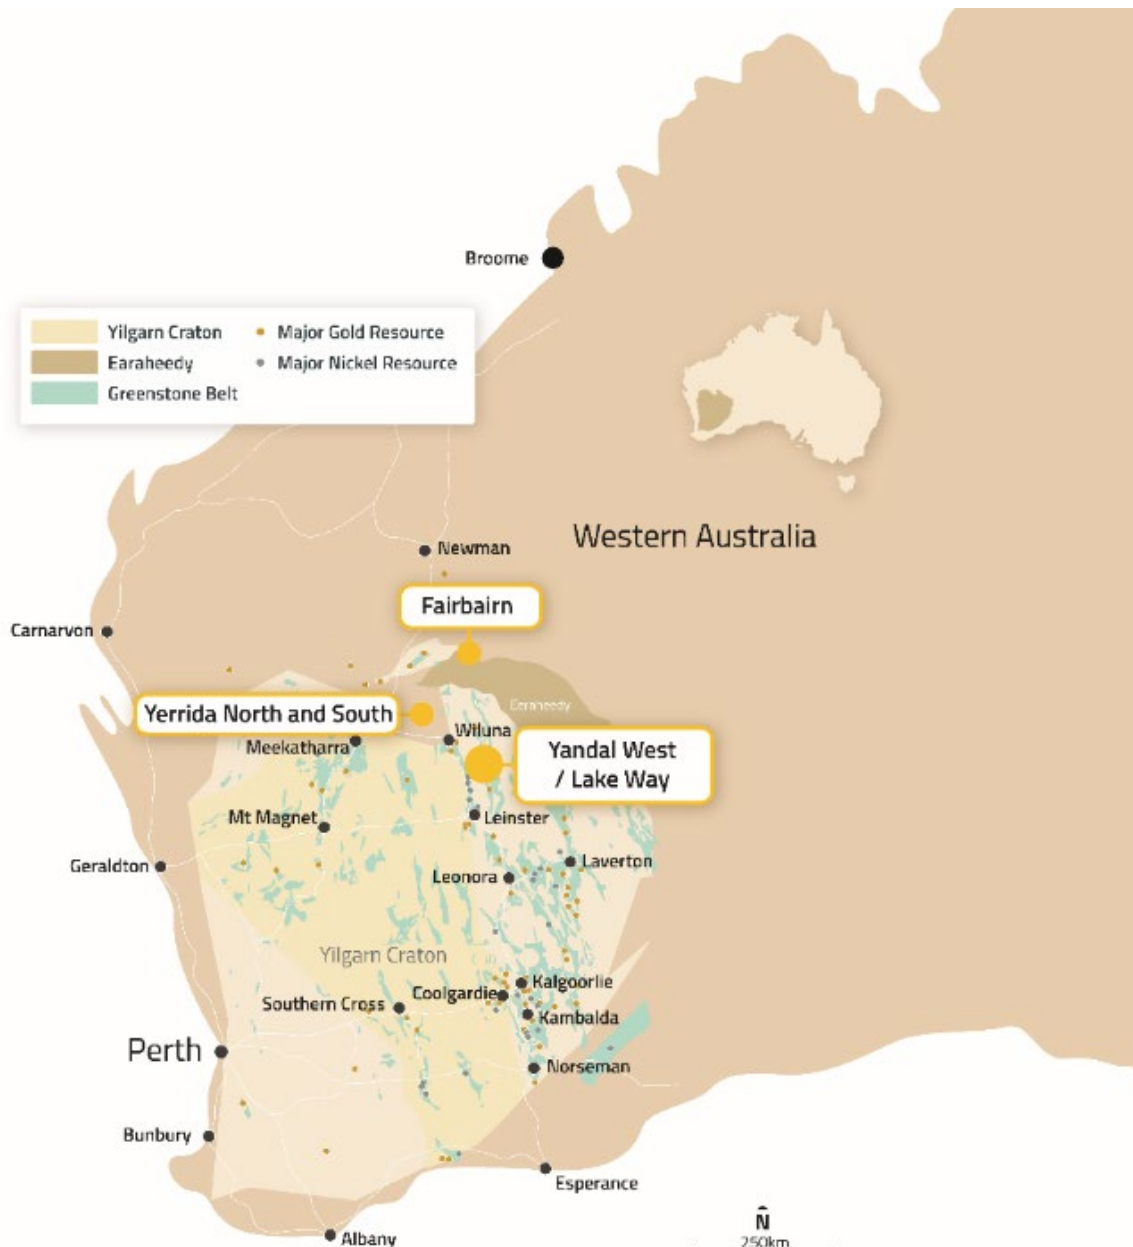 Broome
Yilgarn Craton
Major Gold Resource
Earaheedy
Major Nickel Resource
Greenstone Belt
Western Australia
Newman
Fairbairn
Carnarvon
Earaheedy
Yerrida North and South
Wiluna
Meekatharra
Yandal West
/ Lake Way
Mt Magnet
Leinster
Geraldton
Laverton
Leonora
Yilgarn Craton
Kalgoorlie
Coolgardie
Southern Cross
Kambalda
Perth
Norseman
Bunbury
Esperance
Albany
N
250km